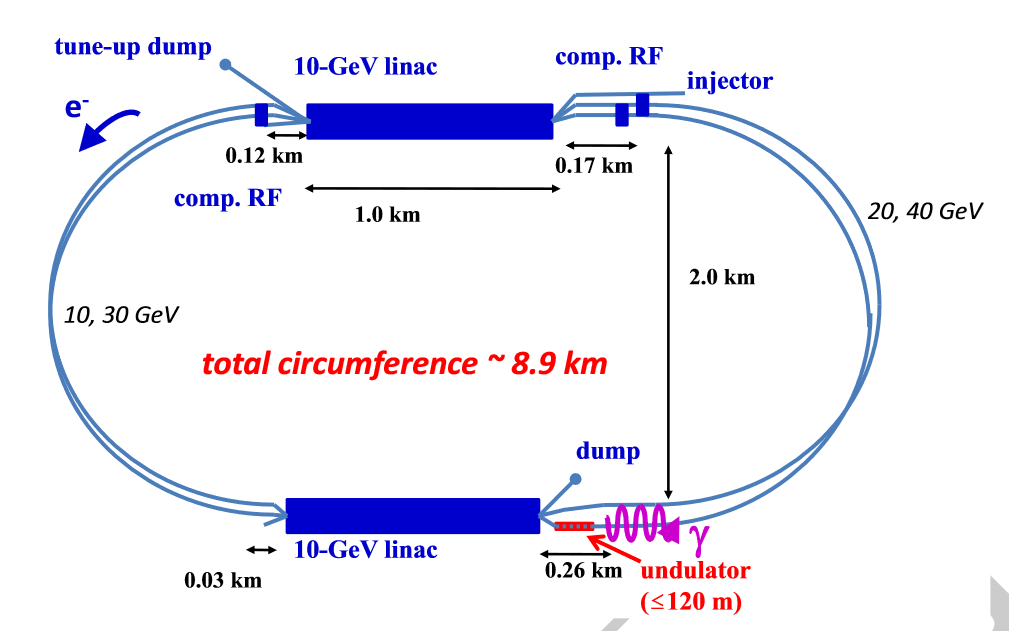 tune-up dump
10-GeV linac
comp. RF
injector
e-
0.12 km
0.17 km
comp. RF
1.0 km
20, 40 GeV
2.0 km
10, 30 GeV
total circumference ~ 8.9 km
dump
10-GeV linac
γ
0.03 km
0.26 km
undulator
(≤120 m)